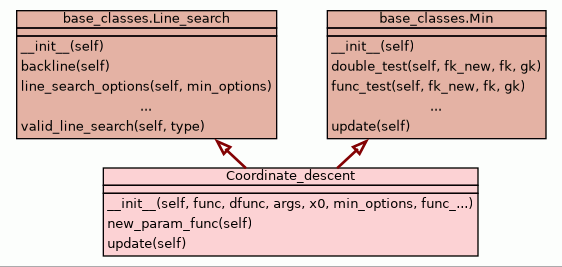 base_classes.Line_search
__init__(self)
backline(self)
line_search_options(self, min_options)
...
valid_line_search(self, type)
base_classes.Min
__init__(self)
double_test(self, fk_new, fk, gk)
func_test(self, fk_new, fk, gk)
...
update(self)
Coordinate_descent
__init__(self, func, dfunc, args, x0, min_options, func_...)
new_param_func(self)
update(self)